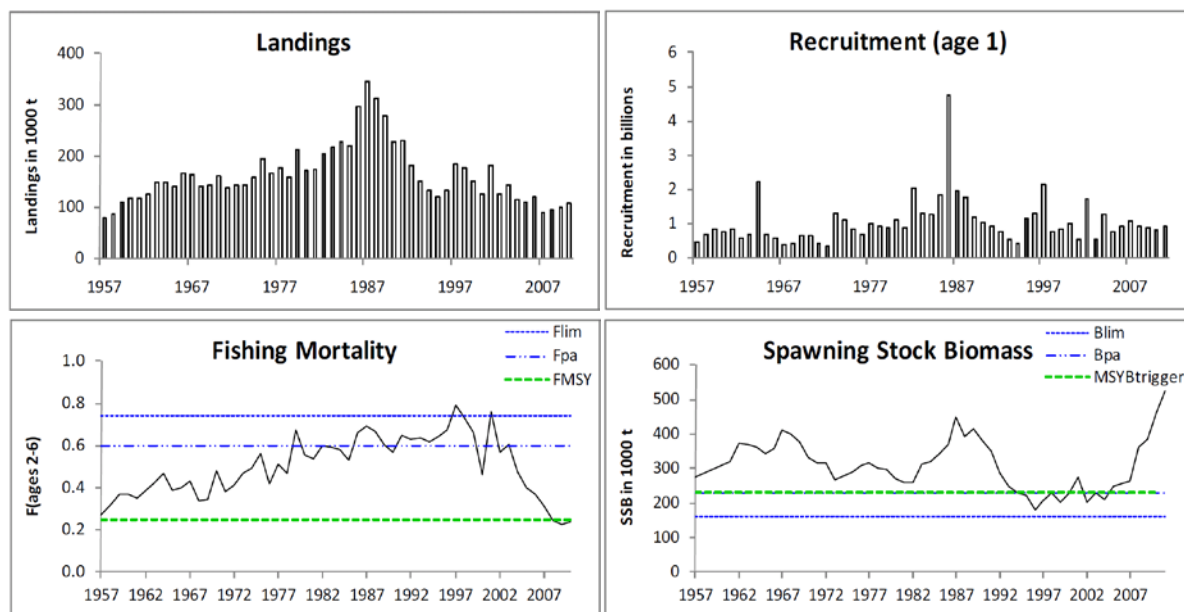 Landings
Landings in 1000 t
400
300
200
100
0
1957 1967 1977 1987 1997 2007
Recruitment (age 1)
Recruitment in billions
6
5
4
3
2
1
0
1957 1967 1977 1987 1997 2007
Fishing Mortality
Flim
Fpa
FMSY
F(ages 2-6)
1.0
0.8
0.6
0.4
0.2
0.0
1957 1962 1967 1972 1977 1982 1987 1992 1997 2002 2007
Spawning Stock Biomass
Blim
Bpa
MSYBtrigger
SSB in 1000 t
600
500
400
300
200
100
0
1957 1962 1967 1972 1977 1982 1987 1992 1997 2002 2007